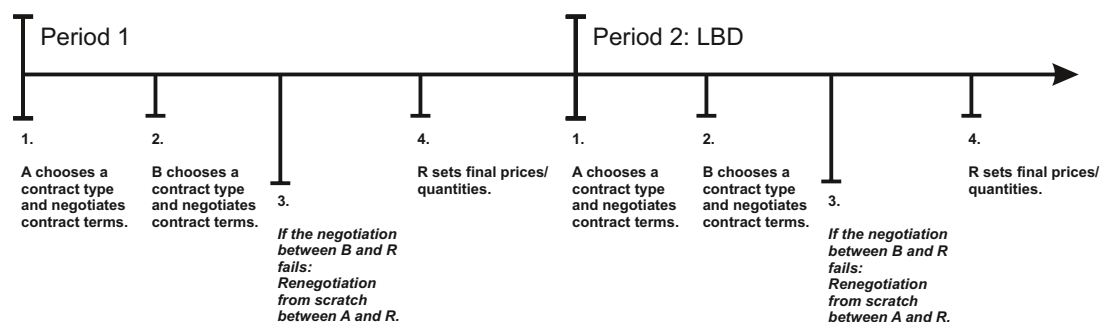 Period 1
1.
A chooses a
contract type
and negotiates
contract terms.
2.
B chooses a
contract type
and negotiates
contract terms.
3.
If the negotiation
between B and R
fails:
Renegotiation
from scratch
between A and R.
4.
R sets final prices/
quantities.
Period 2: LBD
1.
A chooses a
contract type
and negotiates
contract terms.
2.
B chooses a
contract type
and negotiates
contract terms.
3.
If the negotiation
between B and R
fails:
Renegotiation
from scratch
between A and R.
4.
R sets final prices/
quantities.